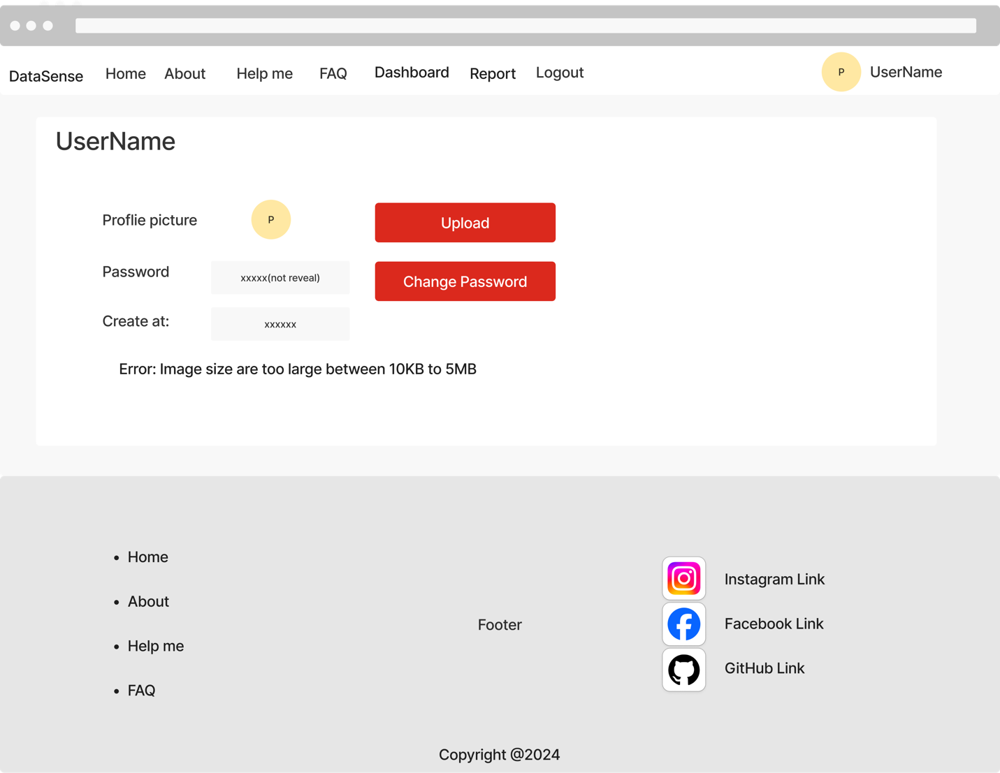 DataSense Home About Help me FAQ Dashboard Report Logout P UserName
UserName
Proflie picture P Upload
Password xxxxx(not reveal) Change Password
Create at: xxxxxx
Error: Image size are too large between 10KB to 5MB
• Home
• About
• Help me
• FAQ
Footer
Instagram Link
Facebook Link
GitHub Link
Copyright @2024